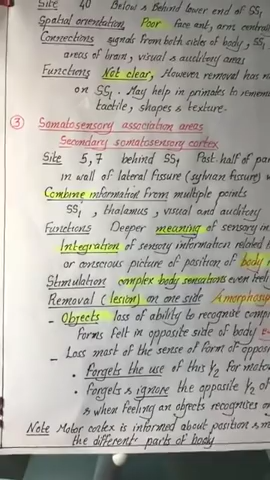 Site 40 Below & Behind lower end of SS1
Spatial orientation Poor face ant, arm central
Connections signals from both sides of body, SS1
areas of brain, visual & auditory areas
Functions Not clear, However removal has
on SS1. May help in primates to
tactile, shapes & texture.
③ Somatosensory association areas
Secondary somatosensory cortex
Site 5,7 behind SS1 Post. half of
in wall of lateral fissure (sylvian fissure)
Combine information from multiple points
SS1, thalamus, visual and auditory
Functions Deeper meaning of sensory
Integration of sensory information related
or conscious picture of position of body
Stimulation complex body sensations even
Removal (lesion) on one side
- Objects loss of ability to recognise
forms felt in opposite side of body
- Loss most of the sense of form of
• Forgets the use of this ½ for
• Forgets & ignore the opposite ½ of
& when feeling an objects recognises
Note Motor cortex is informed about position &
the different parts of body